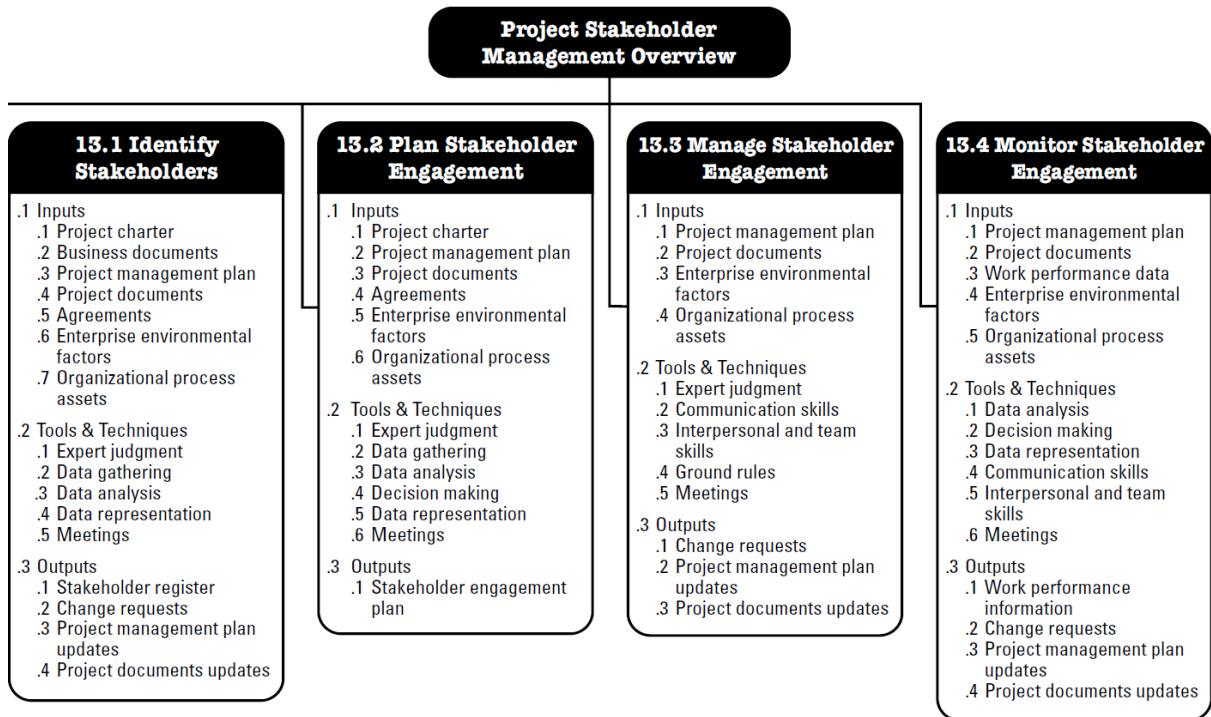 Project Stakeholder
Management Overview
13.1 Identify
Stakeholders
.1 Inputs
.1 Project charter
.2 Business documents
.3 Project management plan
.4 Project documents
.5 Agreements
.6 Enterprise environmental
factors
.7 Organizational process
assets
.2 Tools & Techniques
.1 Expert judgment
.2 Data gathering
.3 Data analysis
.4 Data representation
.5 Meetings
.3 Outputs
.1 Stakeholder register
.2 Change requests
.3 Project management plan
updates
.4 Project documents updates
13.2 Plan Stakeholder
Engagement
.1 Inputs
.1 Project charter
.2 Project management plan
.3 Project documents
.4 Agreements
.5 Enterprise environmental
factors
.6 Organizational process
assets
.2 Tools & Techniques
.1 Expert judgment
.2 Data gathering
.3 Data analysis
.4 Decision making
.5 Data representation
.6 Meetings
.3 Outputs
.1 Stakeholder engagement
plan
13.3 Manage Stakeholder
Engagement
.1 Inputs
.1 Project management plan
.2 Project documents
.3 Enterprise environmental
factors
.4 Organizational process
assets
.2 Tools & Techniques
.1 Expert judgment
.2 Communication skills
.3 Interpersonal and team
skills
.4 Ground rules
.5 Meetings
.3 Outputs
.1 Change requests
.2 Project management plan
updates
.3 Project documents updates
13.4 Monitor Stakeholder
Engagement
.1 Inputs
.1 Project management plan
.2 Project documents
.3 Work performance data
.4 Enterprise environmental
factors
.5 Organizational process
assets
.2 Tools & Techniques
.1 Data analysis
.2 Decision making
.3 Data representation
.4 Communication skills
.5 Interpersonal and team
skills
.6 Meetings
.3 Outputs
.1 Work performance
information
.2 Change requests
.3 Project management plan
updates
.4 Project documents updates